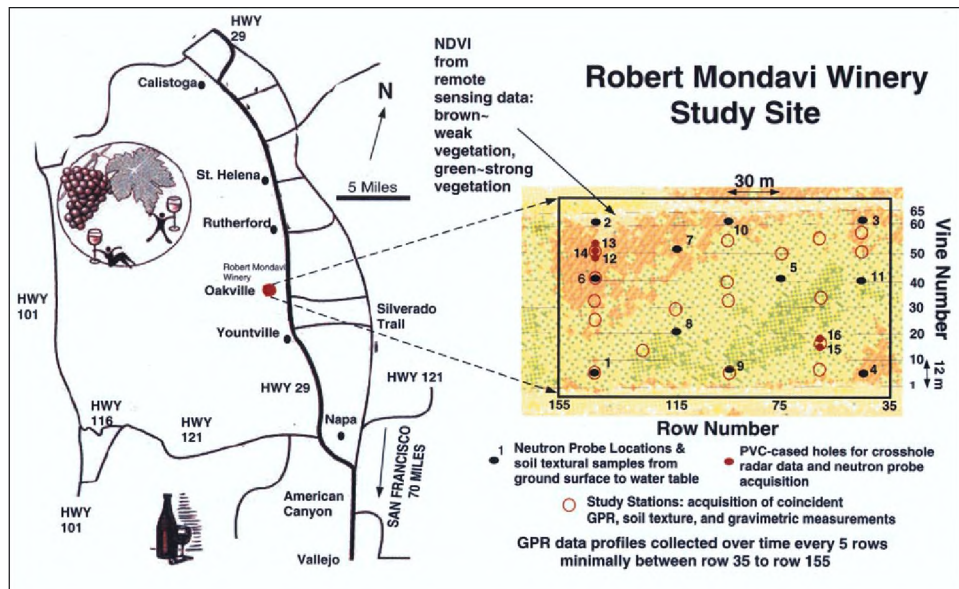 HWY
29
Calistoga
N
St. Helena
5 Miles
Rutherford
Robert Mondavi
Winery
Oakville
HWY
101
Silverado
Trail
Yountville
HWY 29
HWY 121
HWY
116
HWY
121
Napa
SAN FRANCISCO
70 MILES
HWY
101
American
Canyon
Vallejo
NDVI
from
remote
sensing data:
brown~
weak
vegetation,
green~strong
vegetation
Robert Mondavi Winery
Study Site
30 m
2
10
3
65
60
13
14
12
7
50
6
5
11
40
30
8
20
16
15
10
1
9
4
12 m
1
Vine Number
155
115
75
35
Row Number
1 Neutron Probe Locations &
soil textural samples from
ground surface to water table
PVC-cased holes for crosshole
radar data and neutron probe
acquisition
Study Stations: acquisition of coincident
GPR, soil texture, and gravimetric measurements
GPR data profiles collected over time every 5 rows
minimally between row 35 to row 155